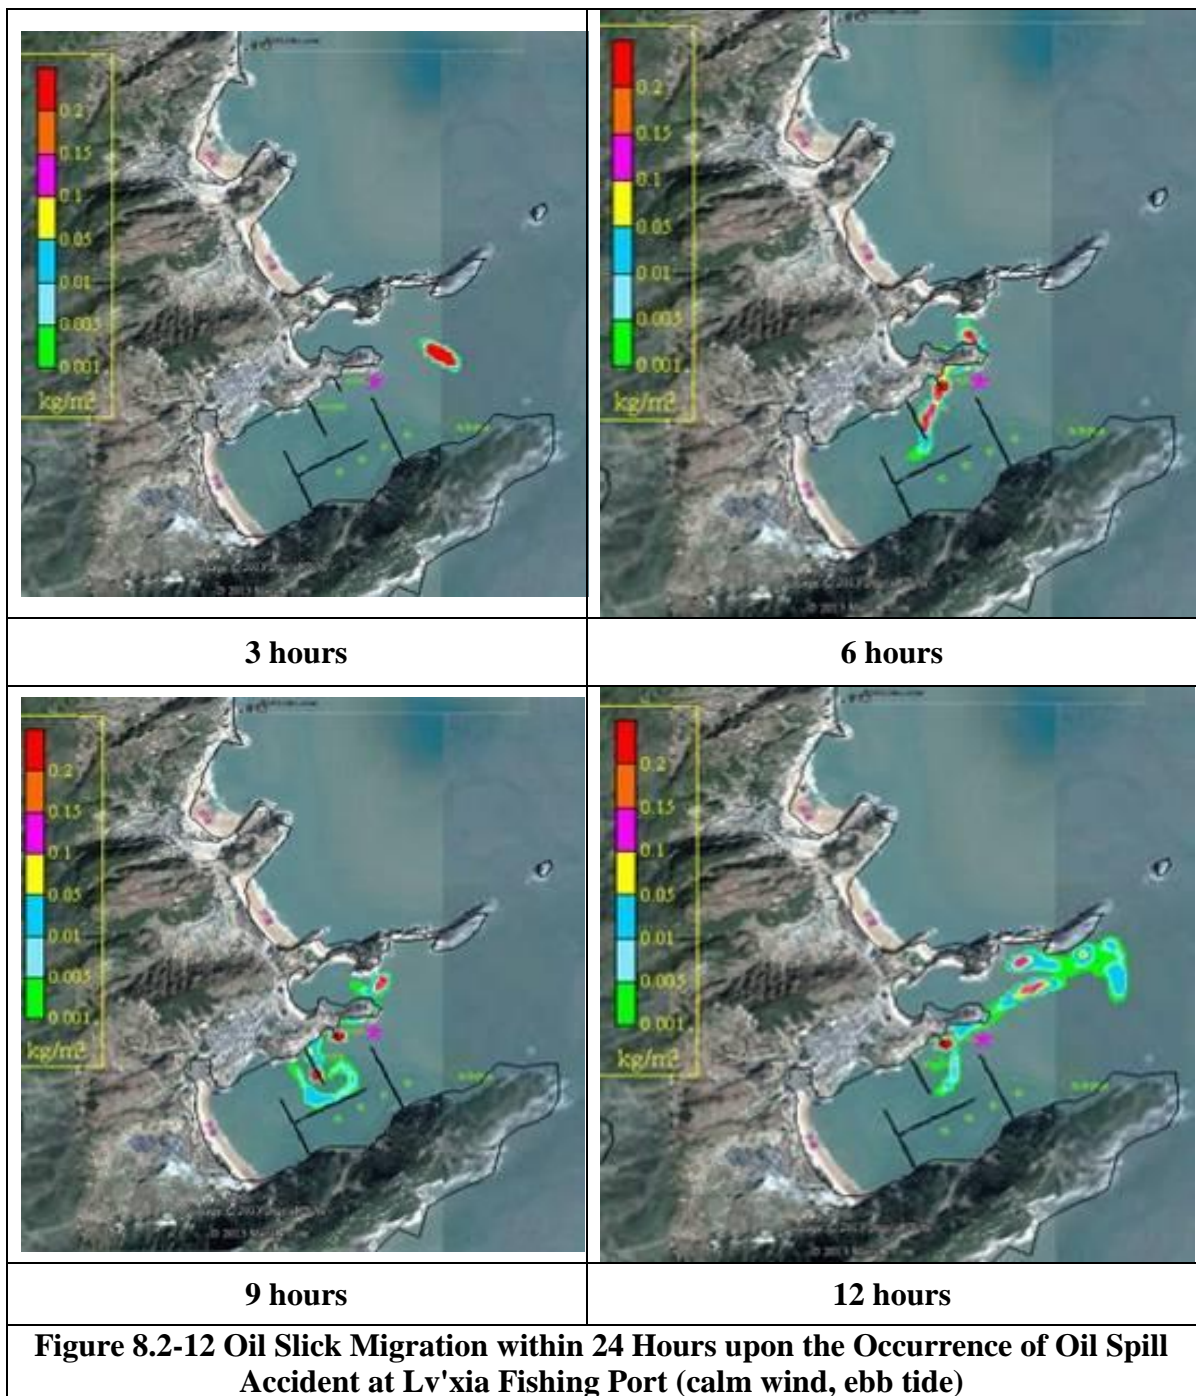 0.2
0.15
0.1
0.05
0.01
0.005
0.001
kg/m²
0.2
0.15
0.1
0.05
0.01
0.005
0.001
kg/m²
3 hours
6 hours
0.2
0.15
0.1
0.05
0.01
0.005
0.001
kg/m²
0.2
0.15
0.1
0.05
0.01
0.005
0.001
kg/m²
9 hours
12 hours
Figure 8.2-12 Oil Slick Migration within 24 Hours upon the Occurrence of Oil Spill
Accident at Lv'xia Fishing Port (calm wind, ebb tide)